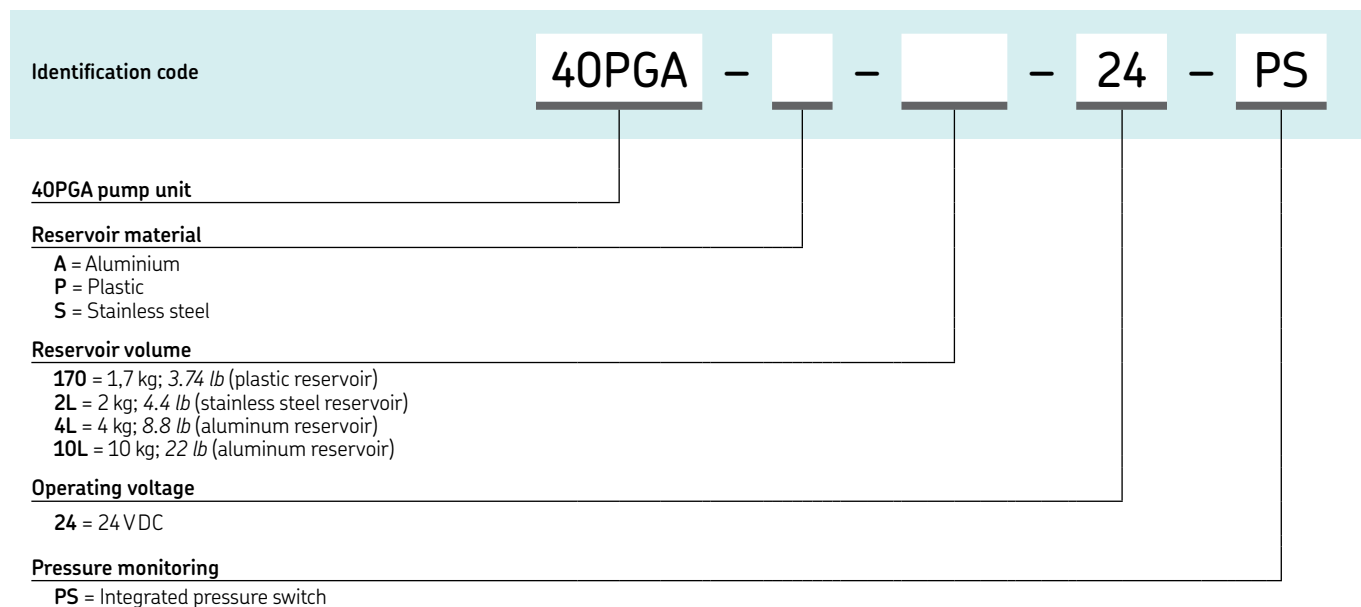 Identification code 40PGA – – – 24 – PS
40PGA pump unit
Reservoir material
A = Aluminium
P = Plastic
S = Stainless steel
Reservoir volume
170 = 1,7 kg; 3.74 lb (plastic reservoir)
2L = 2 kg; 4.4 lb (stainless steel reservoir)
4L = 4 kg; 8.8 lb (aluminum reservoir)
10L = 10 kg; 22 lb (aluminum reservoir)
Operating voltage
24 = 24 VDC
Pressure monitoring
PS = Integrated pressure switch